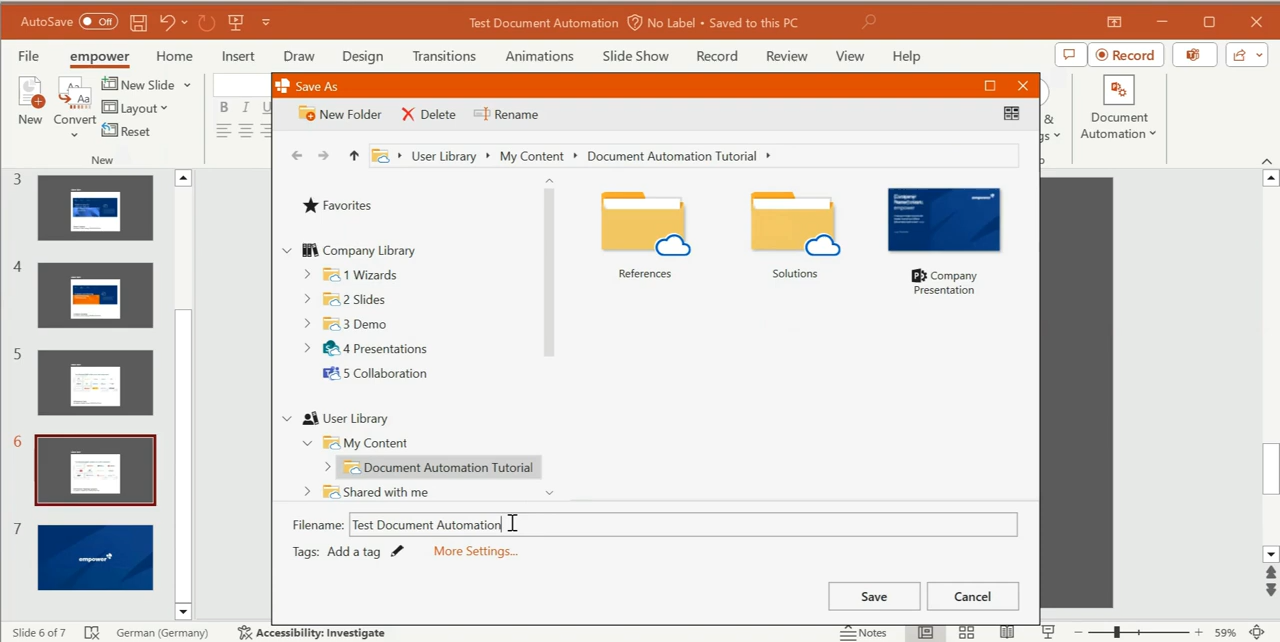 AutoSave Off Test Document Automation No Label • Saved to this PC
File empower Home Insert Draw Design Transitions Animations Slide Show Record Review View Help Record
New Convert New Slide Layout Reset
B I U
New
Document Automation
Save As
New Folder Delete Rename
User Library My Content Document Automation Tutorial
Favorites
Company Library
1 Wizards
2 Slides
3 Demo
4 Presentations
5 Collaboration
User Library
My Content
Document Automation Tutorial
Shared with me
References
Solutions
Company
Presentation
Filename: Test Document Automation
Tags: Add a tag More Settings...
Save Cancel
3
4
5
6
7
empower
Slide 6 of 7 German (Germany) Accessibility: Investigate Notes 59%